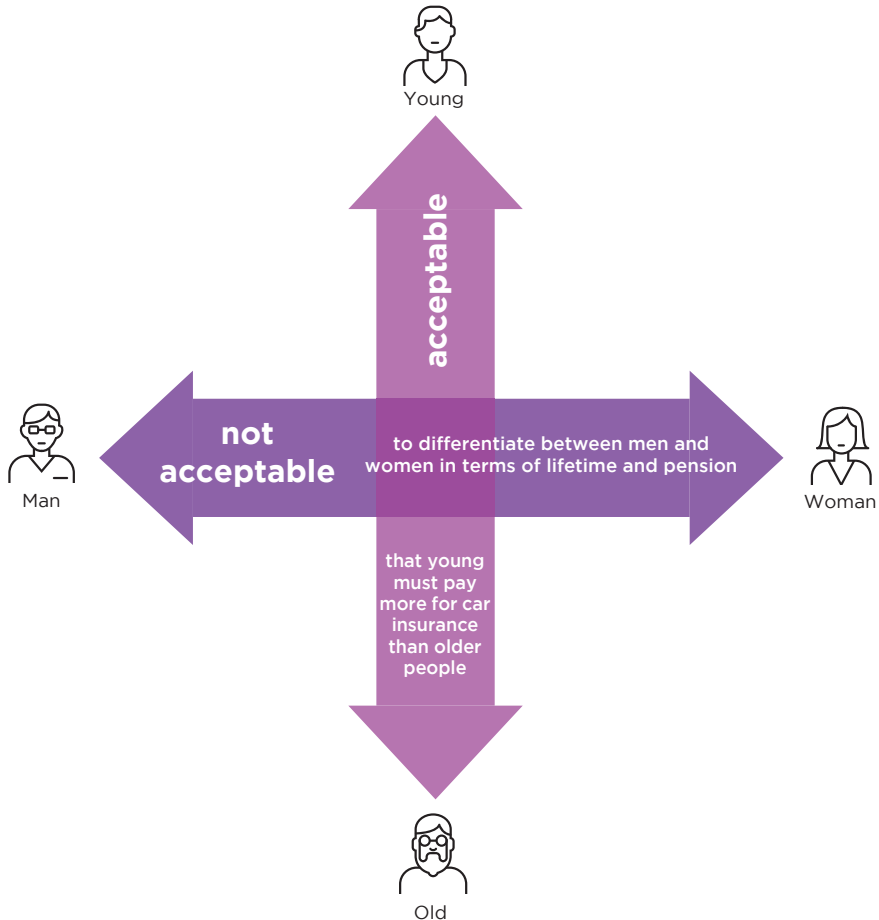 Young
acceptable
not
acceptable
to differentiate between men and
women in terms of lifetime and pension
Man
Woman
that young
must pay
more for car
insurance
than older
people
Old